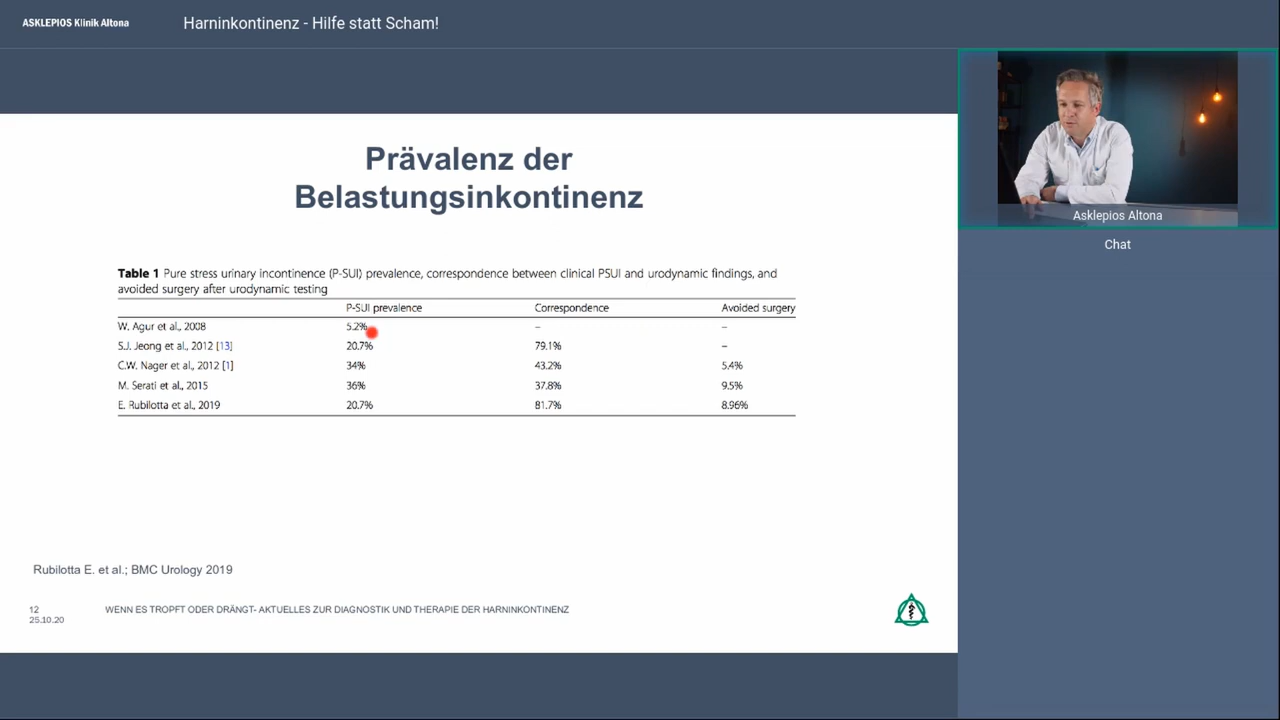 ASKLEPIOS Klinik Altona
Harninkontinenz - Hilfe statt Scham!
Prävalenz der
Belastungsinkontinenz
Table 1 Pure stress urinary incontinence (P-SUI) prevalence, correspondence between clinical PSUI and urodynamic findings, and
avoided surgery after urodynamic testing
P-SUI prevalence Correspondence Avoided surgery
W. Agur et al., 2008 5.2% – –
S.J. Jeong et al., 2012 [13] 20.7% 79.1% –
C.W. Nager et al., 2012 [1] 34% 43.2% 5.4%
M. Serati et al., 2015 36% 37.8% 9.5%
E. Rubilotta et al., 2019 20.7% 81.7% 8.96%
Rubilotta E. et al.; BMC Urology 2019
12
25.10.20
WENN ES TROPFT ODER DRÄNGT- AKTUELLES ZUR DIAGNOSTIK UND THERAPIE DER HARNINKONTINENZ
Asklepios Altona
Chat